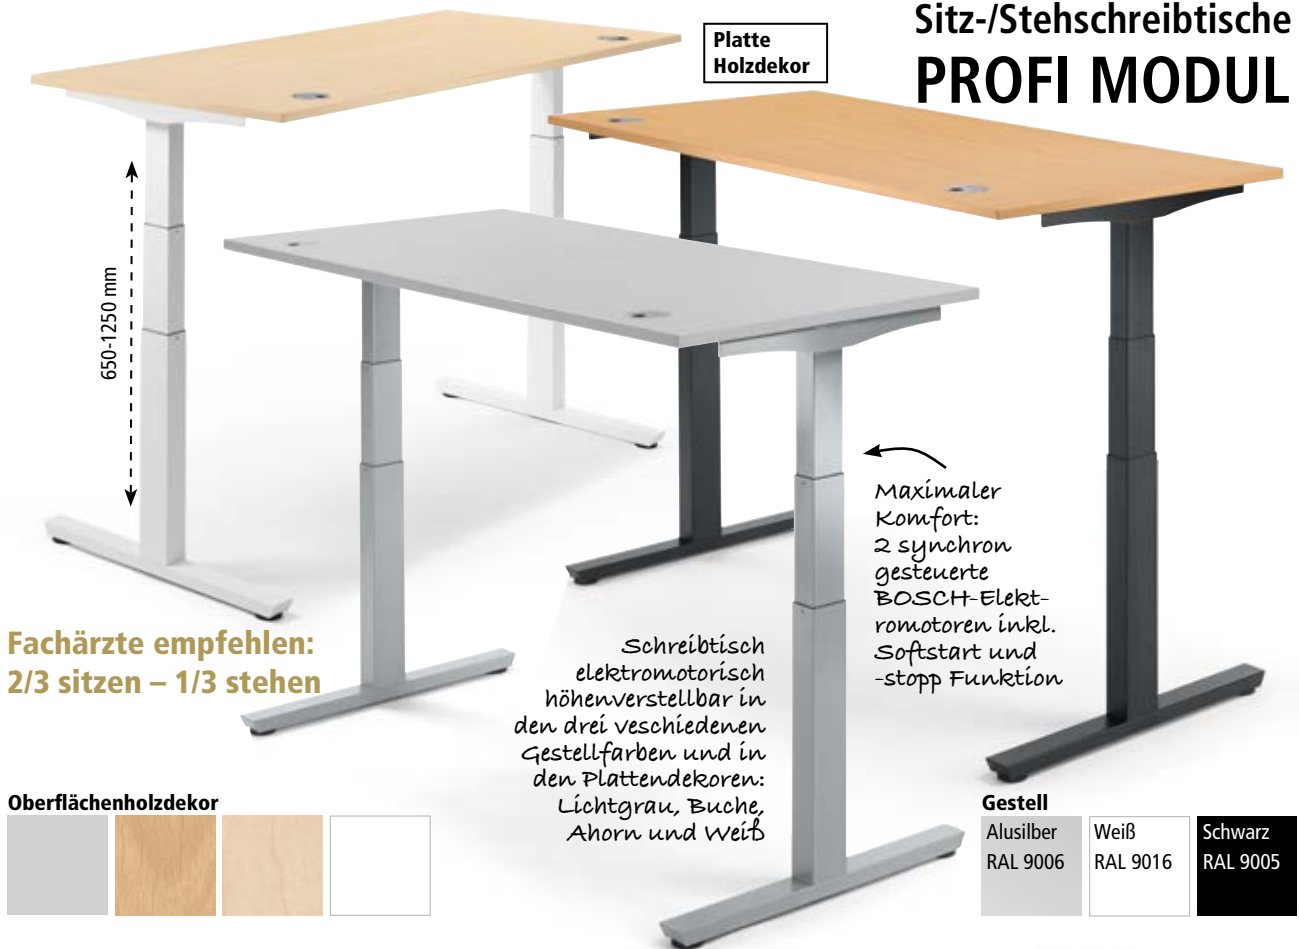 Sitz-/Stehschreibtische
PROFI MODUL
Platte
Holzdekor
650-1250 mm
Maximaler
Komfort:
2 synchron
gesteuerte
BOSCH-Elekt-
romotoren inkl.
Softstart und
-stopp Funktion
Fachärzte empfehlen:
2/3 sitzen – 1/3 stehen
Schreibtisch
elektromotorisch
höhenverstellbar in
den drei veschiedenen
Gestellfarben und in
den Plattendekoren:
Lichtgrau, Buche,
Ahorn und Weiß
Oberflächenholzdekor
Gestell
Alusilber
RAL 9006
Weiß
RAL 9016
Schwarz
RAL 9005